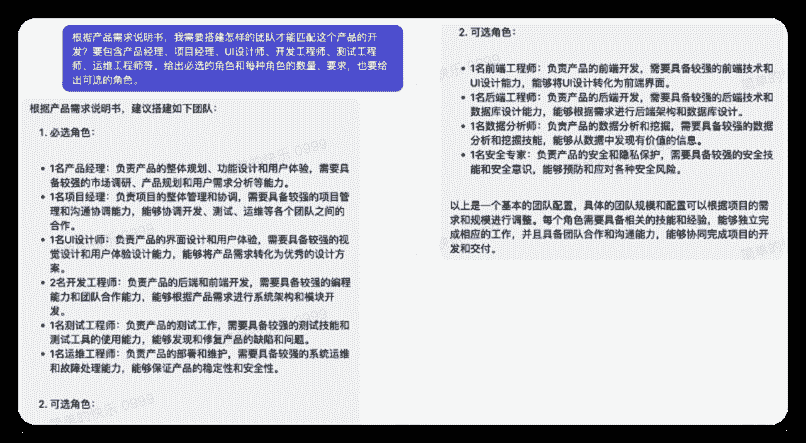 根据产品需求说明书，我需要搭建怎样的团队才能匹配这个产品的开
发？要包含产品经理、项目经理、UI设计师、开发工程师、测试工程
师、运维工程师等。给出必选的角色和每种角色的数量、要求，也要给
出可选的角色。
根据产品需求说明书，建议搭建如下团队：
1. 必选角色：
• 1名产品经理：负责产品的整体规划、功能设计和用户体验，需要具
备较强的市场调研、产品规划和用户需求分析等能力。
• 1名项目经理：负责项目的整体管理和协调，需要具备较强的项目管
理和沟通协调能力，能够协调开发、测试、运维等各个团队之间的
合作。
• 1名UI设计师：负责产品的界面设计和用户体验，需要具备较强的视
觉设计和用户体验设计能力，能够将产品需求转化为优秀的设计方
案。
• 2名开发工程师：负责产品的后端和前端开发，需要具备较强的编程
能力和团队合作能力，能够根据产品需求进行系统架构和模块开
发。
• 1名测试工程师：负责产品的测试工作，需要具备较强的测试技能和
测试工具的使用能力，能够发现和修复产品的缺陷和问题。
• 1名运维工程师：负责产品的部署和维护，需要具备较强的系统运维
和故障处理能力，能够保证产品的稳定性和安全性。
2. 可选角色：
2. 可选角色：
• 1名前端工程师：负责产品的前端开发，需要具备较强的前端技术和
UI设计能力，能够将UI设计转化为前端界面。
• 1名后端工程师：负责产品的后端开发，需要具备较强的后端技术和
数据库设计能力，能够根据需求进行后端架构和数据库设计。
• 1名数据分析师：负责产品的数据分析和挖掘，需要具备较强的数据
分析和挖掘技能，能够从数据中发现有价值的信息。
• 1名安全专家：负责产品的安全和隐私保护，需要具备较强的安全技
能和安全意识，能够预防和应对各种安全风险。
以上是一个基本的团队配置，具体的团队规模和配置可以根据项目的需
求和规模进行调整。每个角色需要具备相关的技能和经验，能够独立完
成相应的工作，并且具备团队合作和沟通能力，能够协同完成项目的开
发和交付。